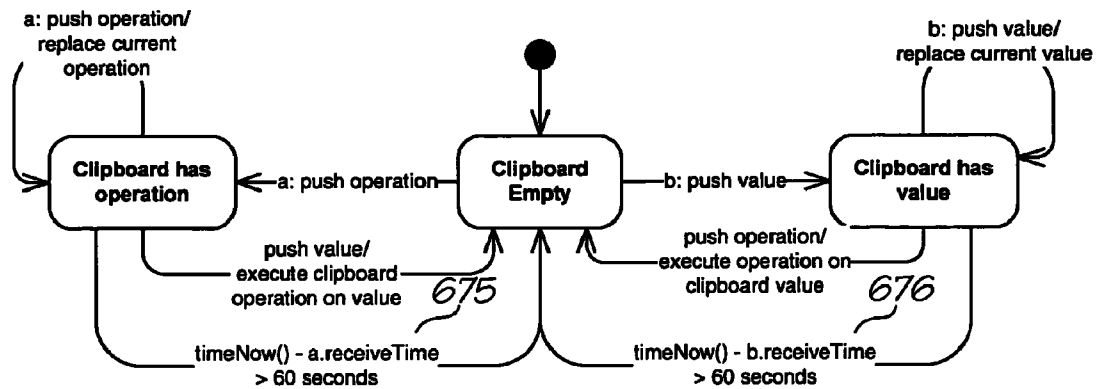 a: push operation/
replace current
operation
b: push value/
replace current value
Clipboard has
operation
a: push operation
Clipboard
Empty
b: push value
Clipboard has
value
push value/
execute clipboard
operation on value
675
push operation/
execute operation on
clipboard value
676
timeNow() - a.receiveTime
> 60 seconds
timeNow() - b.receiveTime
> 60 seconds